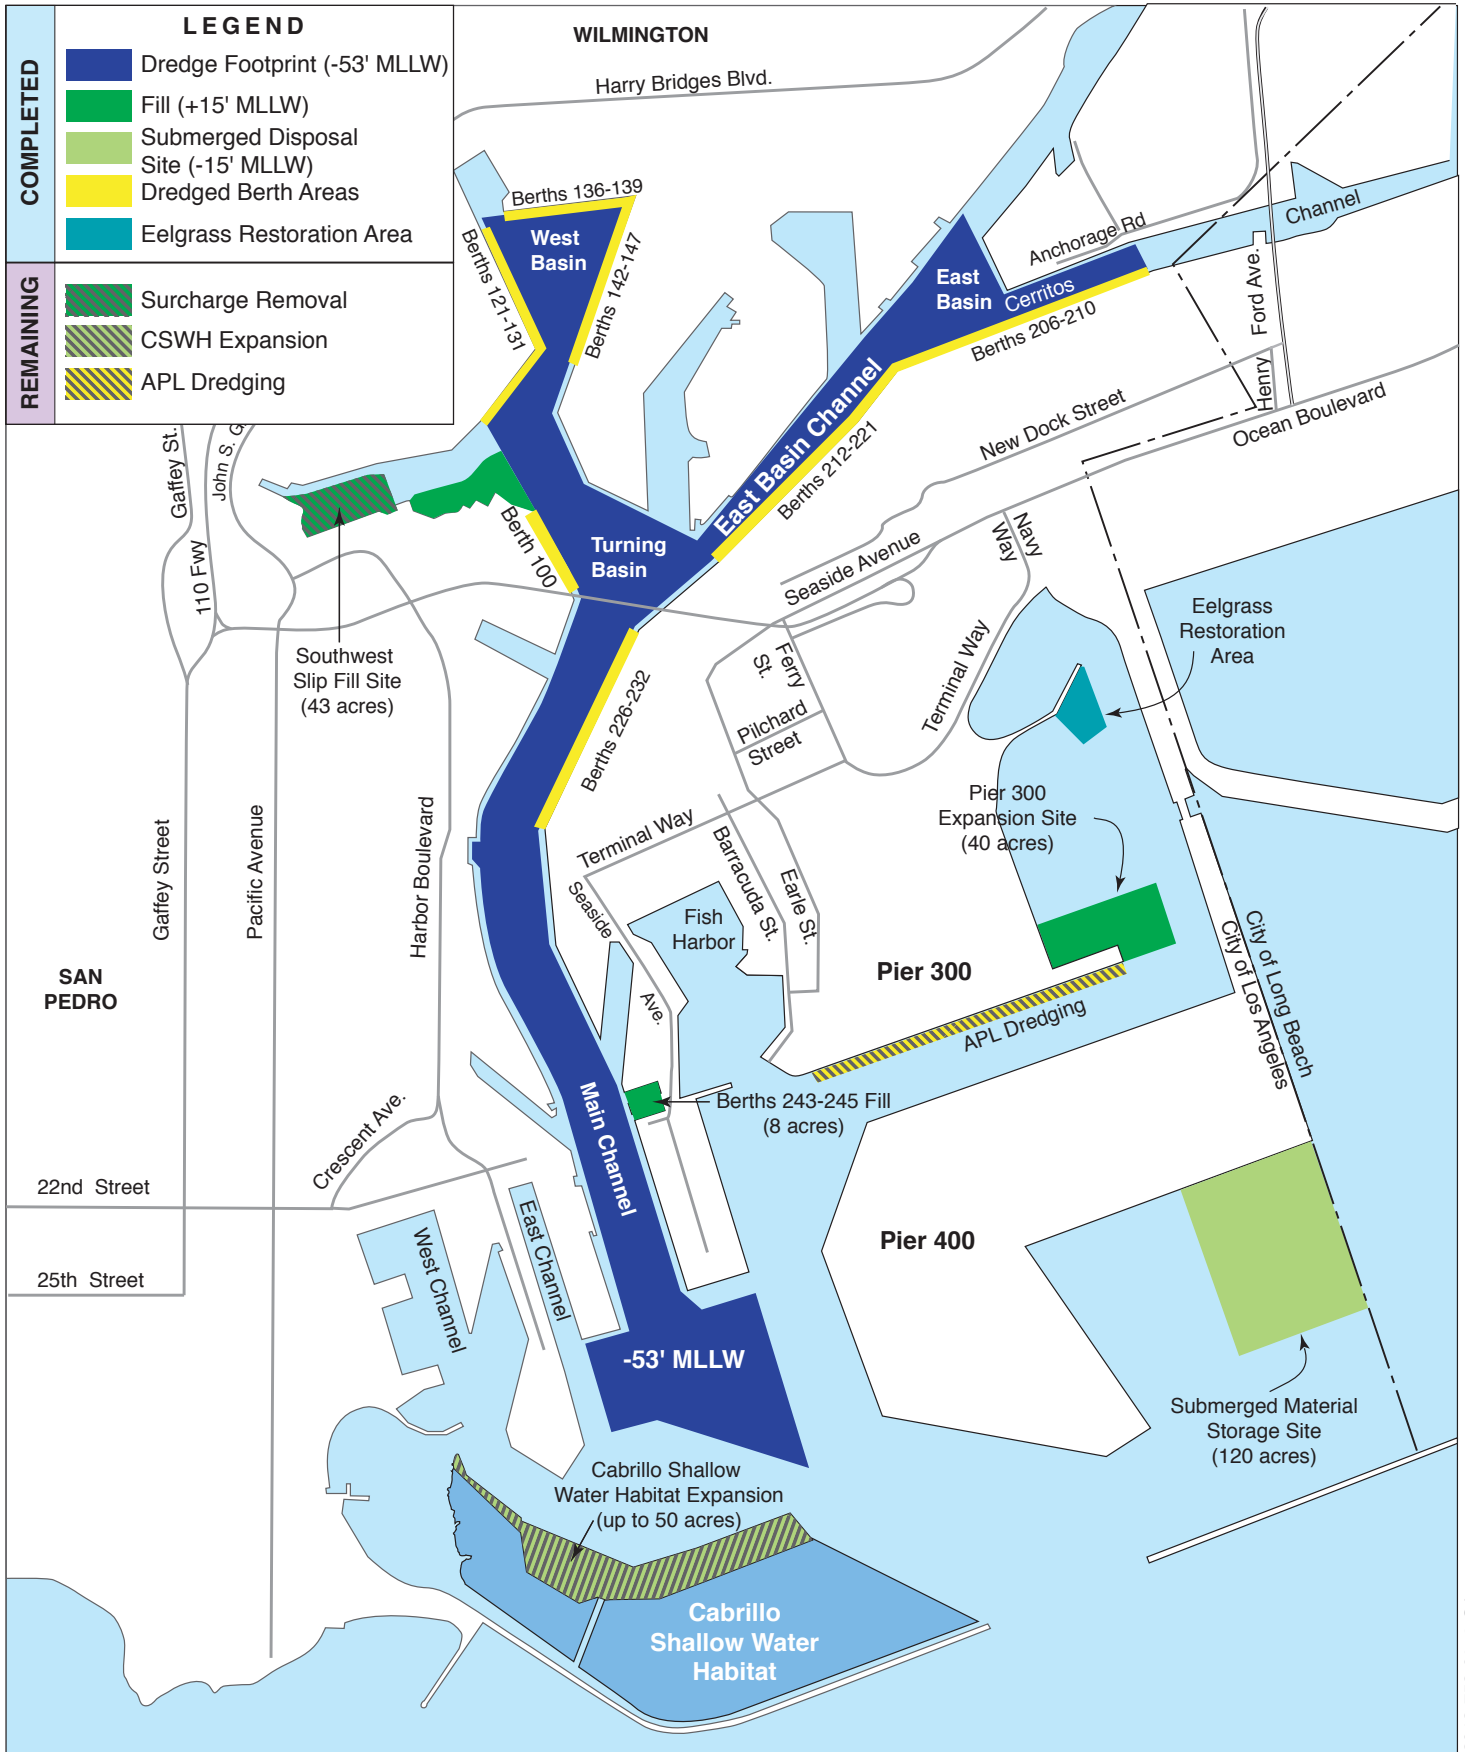 LEGEND
COMPLETED
Dredge Footprint (-53' MLLW)
Fill (+15' MLLW)
Submerged Disposal
Site (-15' MLLW)
Dredged Berth Areas
Eelgrass Restoration Area
REMAINING
Surcharge Removal
CSWH Expansion
APL Dredging
WILMINGTON
Harry Bridges Blvd.
Berths 136-139
West
Basin
Berths 121-131
Berths 142-147
East
Basin
Cerritos
Channel
Anchorage Rd
Berths 206-210
Henry Ford Ave.
New Dock Street
Ocean Boulevard
East Basin Channel
Berths 212-221
Gaffey St.
John S. G
110 Fwy
Berth 100
Turning
Basin
Seaside Avenue
Navy
Way
Southwest
Slip Fill Site
(43 acres)
Ferry
St.
Terminal Way
Eelgrass
Restoration
Area
Berths 226-232
Pilchard
Street
Pier 300
Expansion Site
(40 acres)
Gaffey Street
Pacific Avenue
Harbor Boulevard
Terminal Way
Seaside
Ave.
Barracuda St.
Earle St.
Fish
Harbor
Pier 300
SAN
PEDRO
APL Dredging
City of Long Beach
City of Los Angeles
Main Channel
Berths 243-245 Fill
(8 acres)
Crescent Ave.
22nd Street
25th Street
West Channel
East Channel
Pier 400
-53' MLLW
Submerged Material
Storage Site
(120 acres)
Cabrillo Shallow
Water Habitat Expansion
(up to 50 acres)
Cabrillo
Shallow Water
Habitat